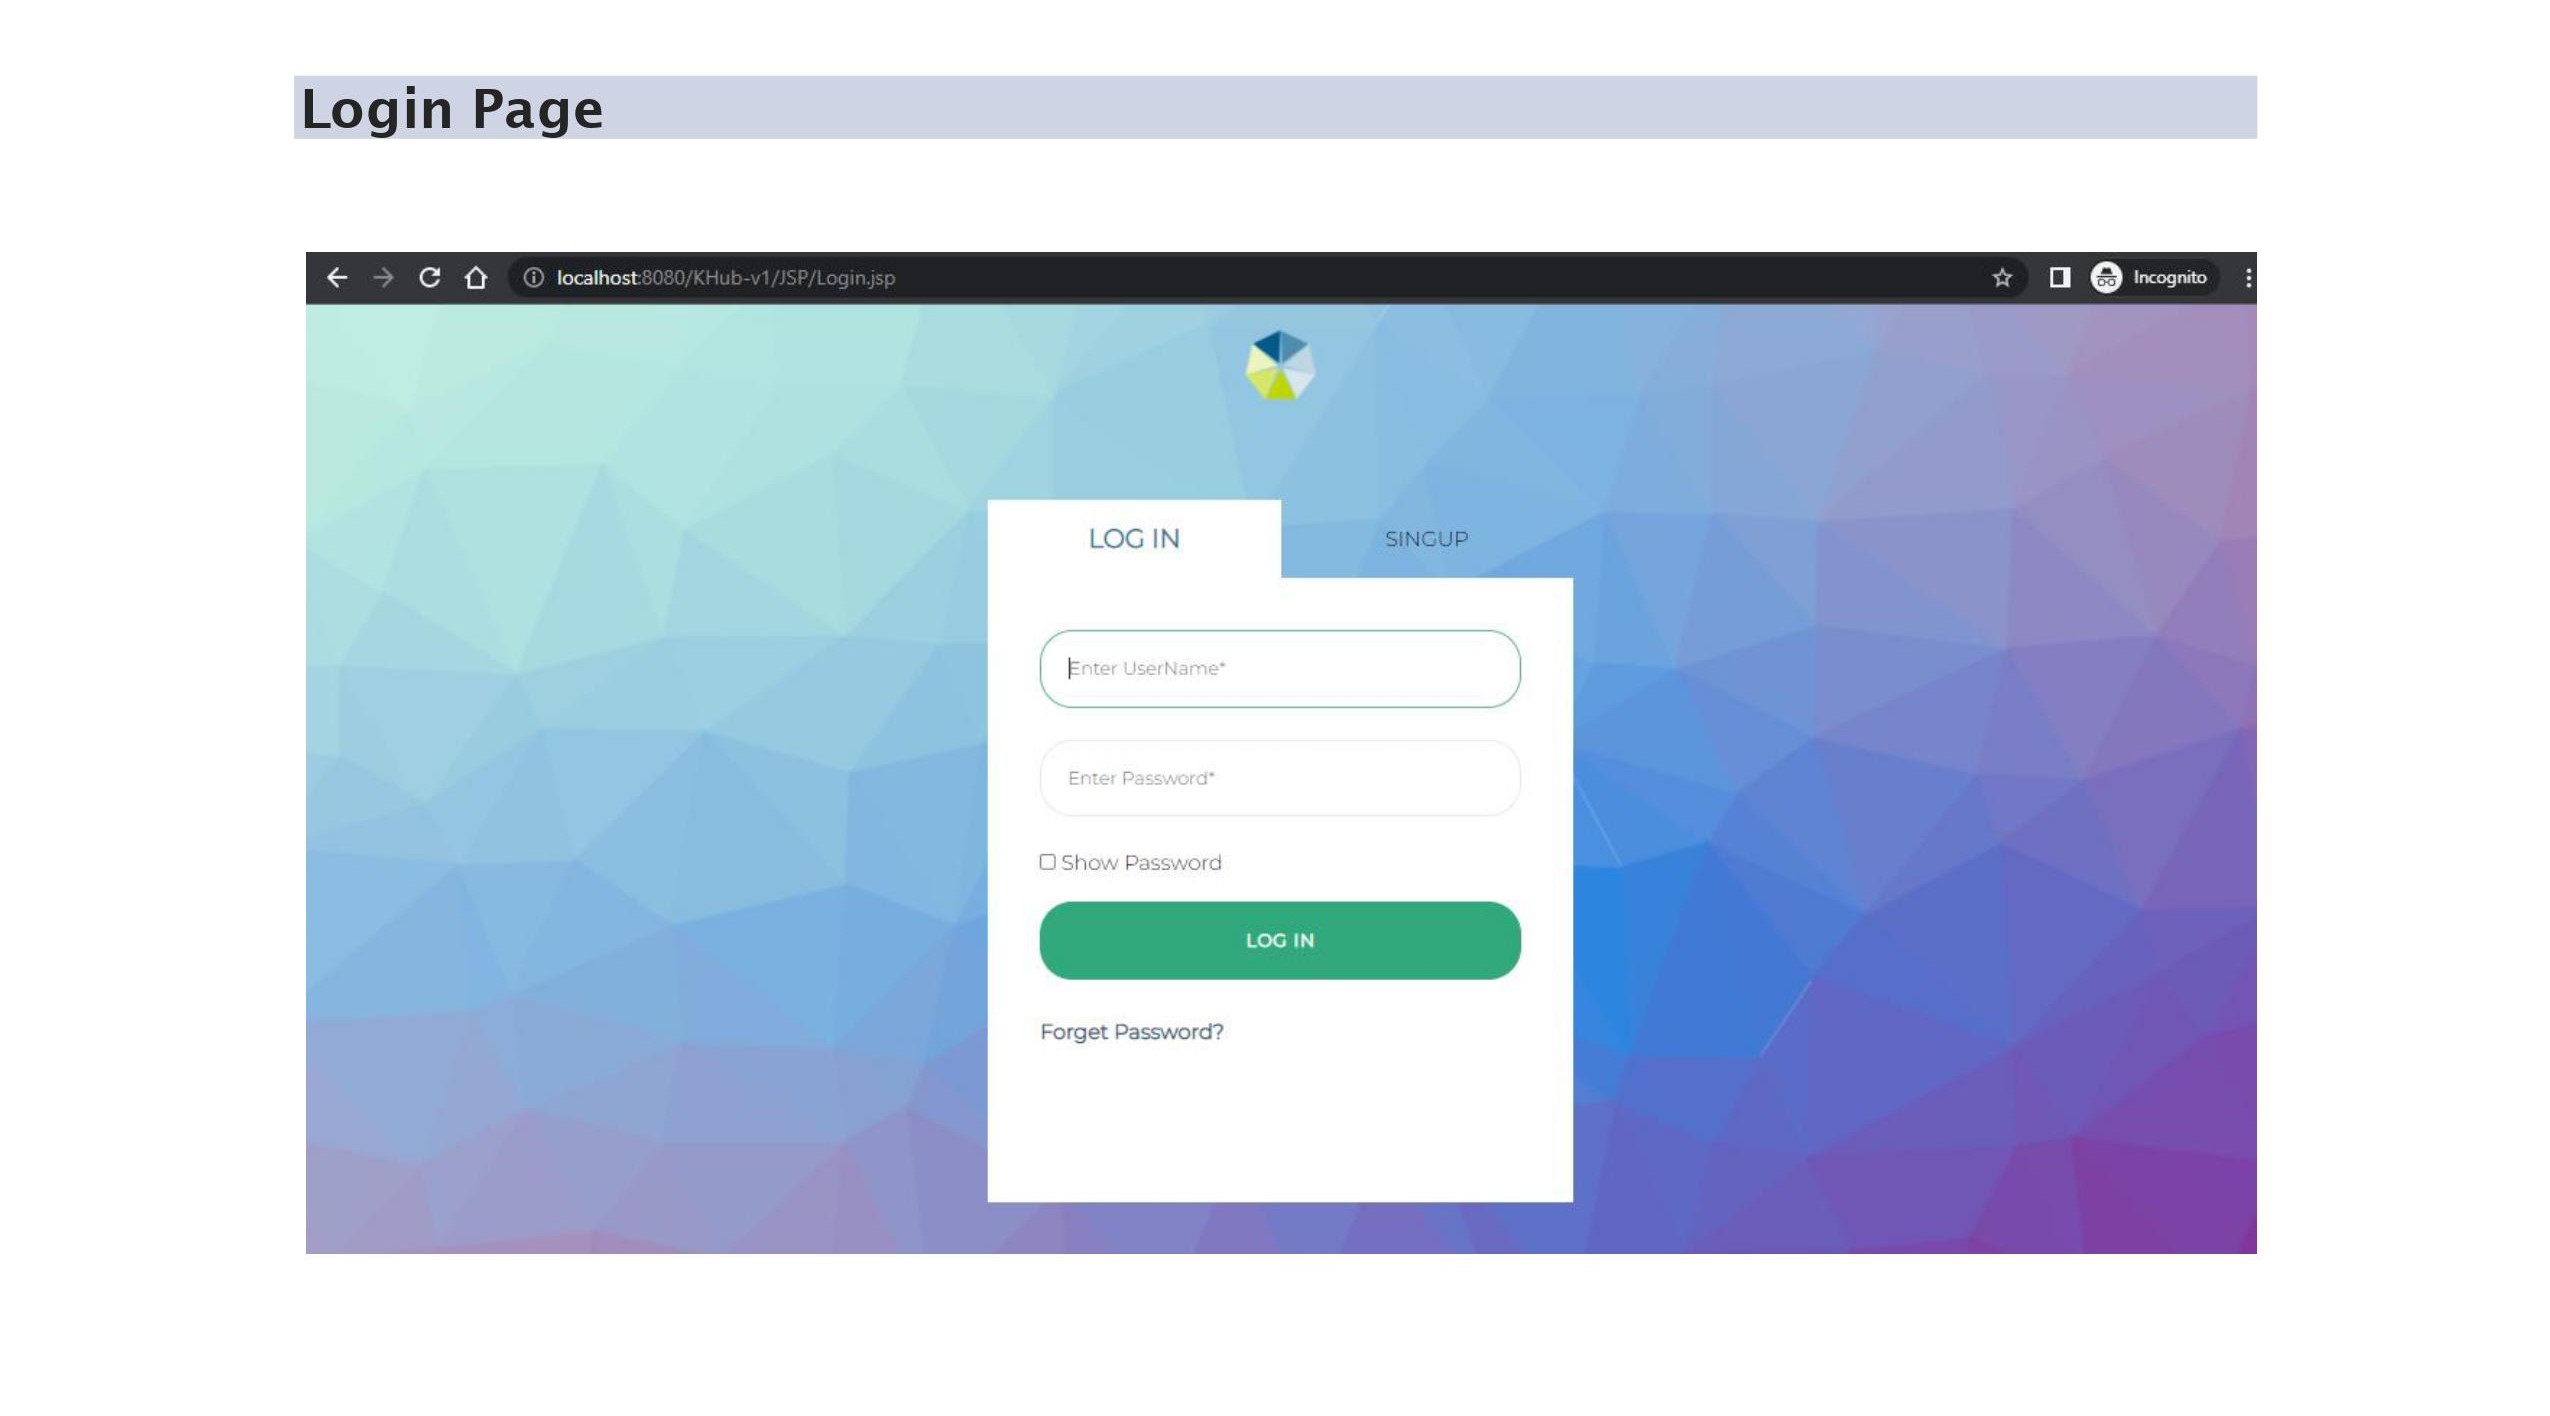 Login Page
localhost:8080/KHub-v1/JSP/Login.jsp
Incognito
LOG IN
SINGUP
Enter UserName*
Enter Password*
Show Password
LOG IN
Forget Password?